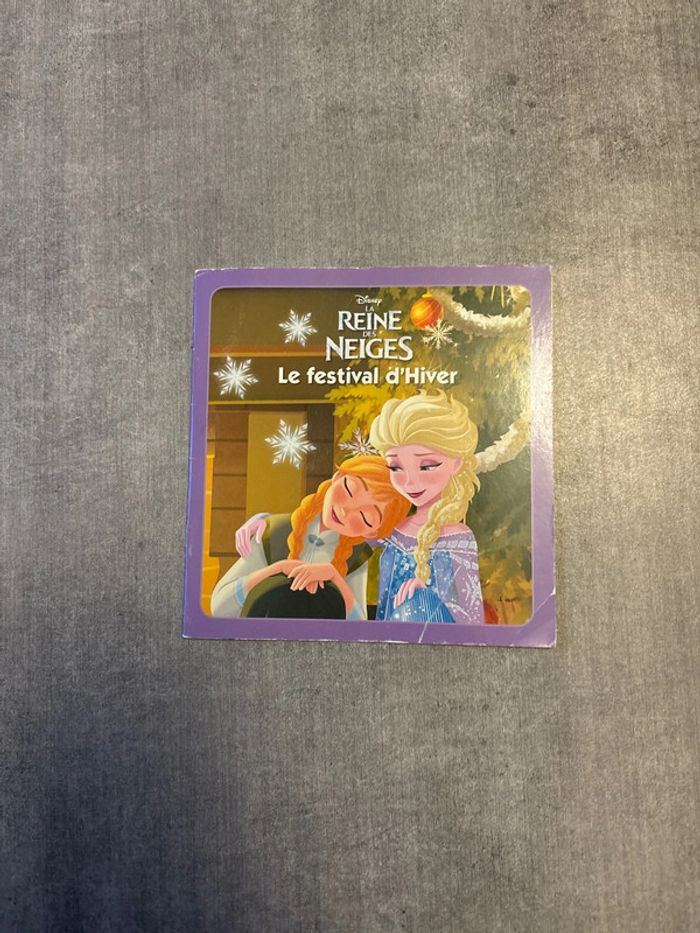 Disney
LA
REINE
DES
NEIGES
Le festival d'Hiver